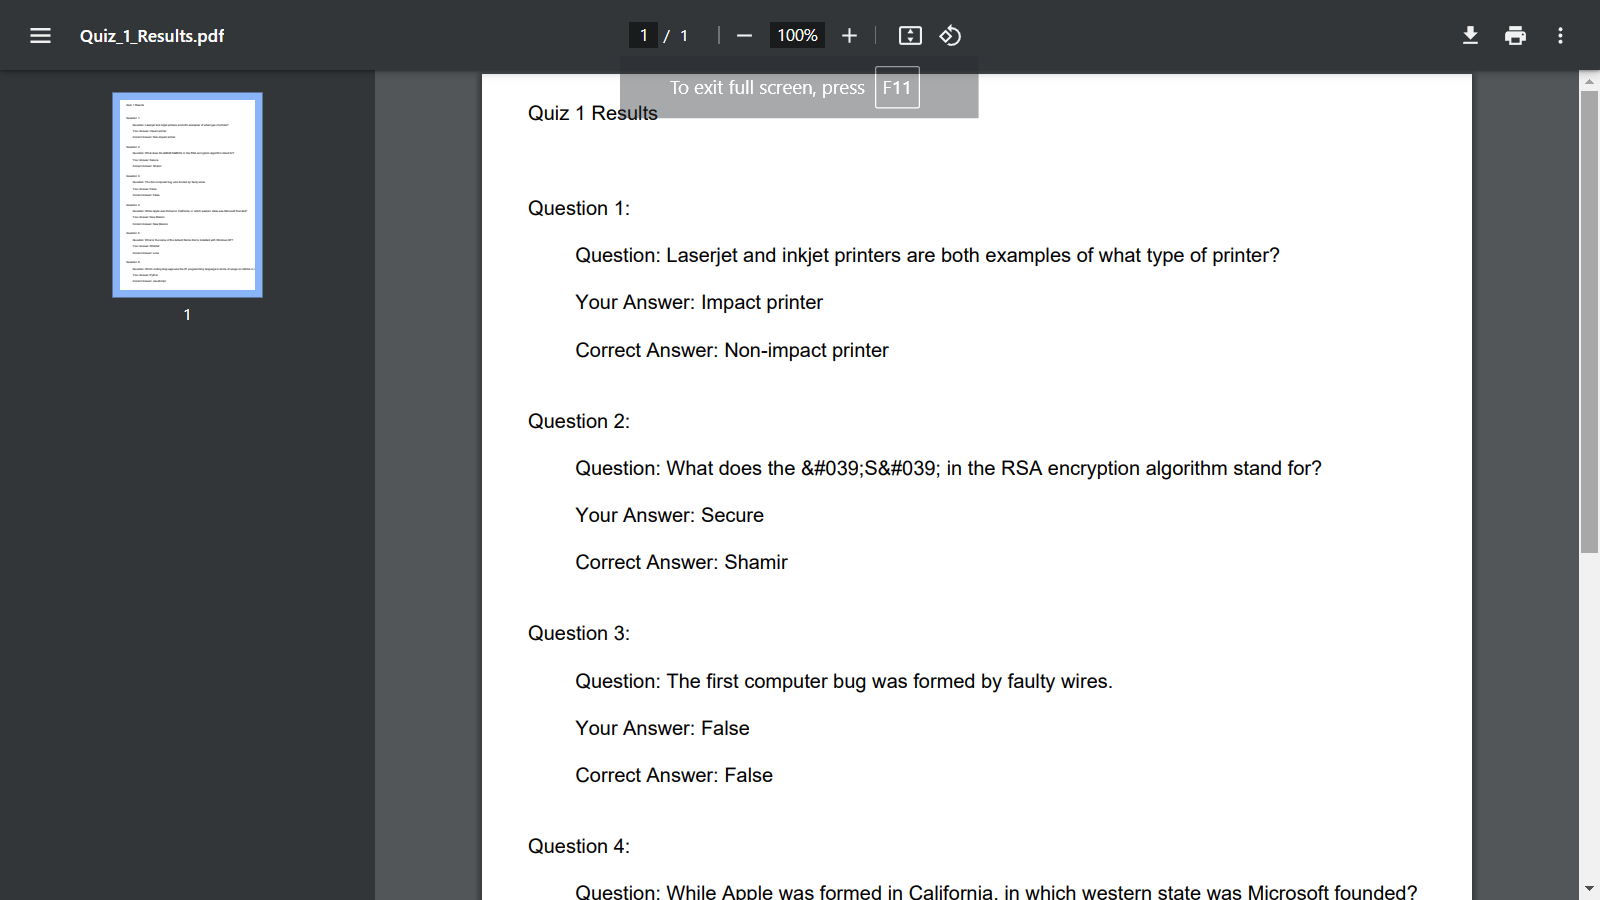 Quiz_1_Results.pdf
1 / 1
100%
To exit full screen, press F11
1
Quiz 1 Results
Question 1:
Question: Laserjet and inkjet printers are both examples of what type of printer?
Your Answer: Impact printer
Correct Answer: Non-impact printer
Question 2:
Question: What does the &#039;S&#039; in the RSA encryption algorithm stand for?
Your Answer: Secure
Correct Answer: Shamir
Question 3:
Question: The first computer bug was formed by faulty wires.
Your Answer: False
Correct Answer: False
Question 4:
Question: While Apple was formed in California, in which western state was Microsoft founded?